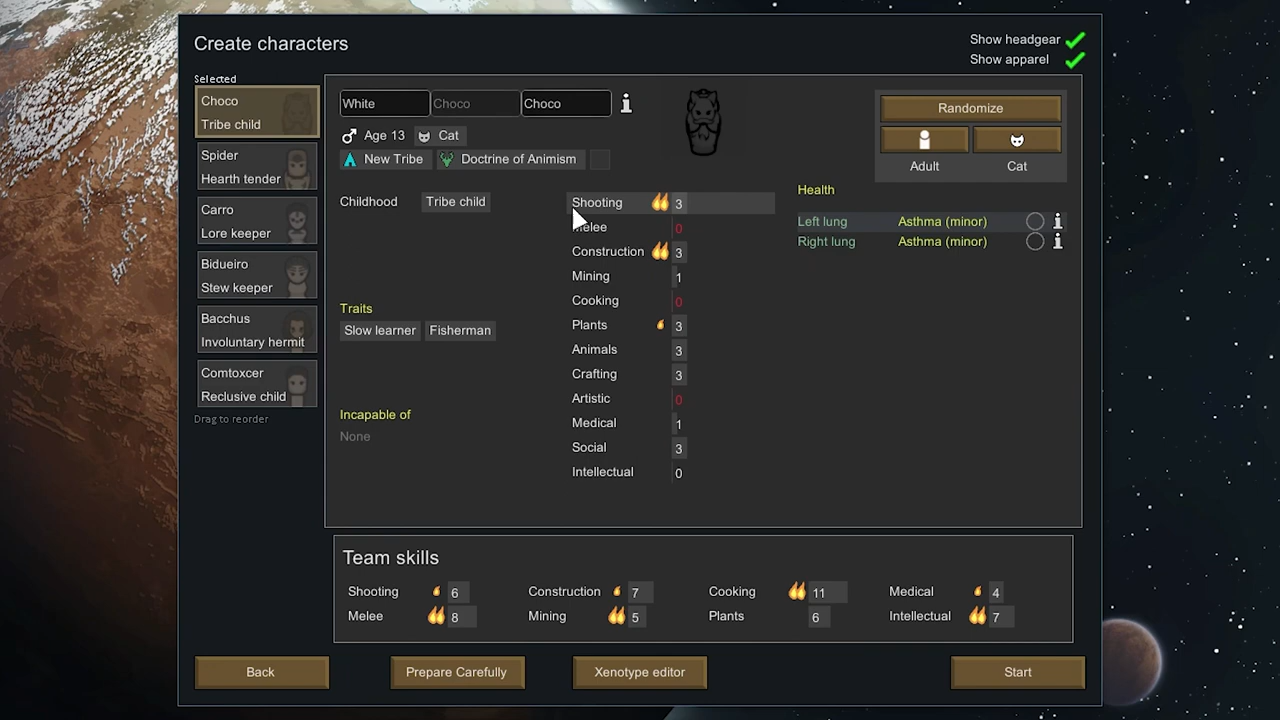 Create characters
Show headgear
Show apparel
Selected
Choco
Tribe child
Spider
Hearth tender
Carro
Lore keeper
Bidueiro
Stew keeper
Bacchus
Involuntary hermit
Comtoxcer
Reclusive child
Drag to reorder
White Choco Choco
Age 13 Cat
New Tribe Doctrine of Animism
Childhood Tribe child
Traits
Slow learner Fisherman
Incapable of
None
Shooting 3
Melee 0
Construction 3
Mining 1
Cooking 0
Plants 3
Animals 3
Crafting 3
Artistic 0
Medical 1
Social 3
Intellectual 0
Randomize
Adult Cat
Health
Left lung Asthma (minor)
Right lung Asthma (minor)
Team skills
Shooting 6 Construction 7 Cooking 11 Medical 4
Melee 8 Mining 5 Plants 6 Intellectual 7
Back Prepare Carefully Xenotype editor Start